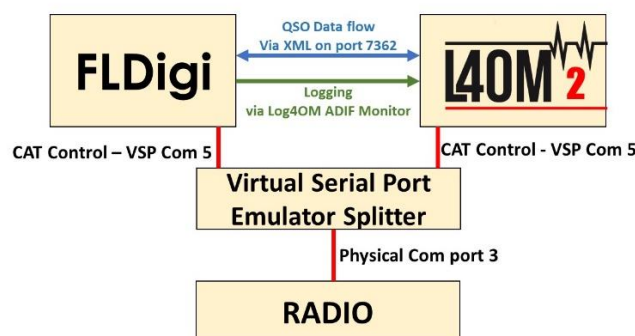 FLDigi
QSO Data flow
Via XML on port 7362
Logging
via Log4OM ADIF Monitor
L4OM 2
CAT Control – VSP Com 5
CAT Control - VSP Com 5
Virtual Serial Port
Emulator Splitter
Physical Com port 3
RADIO